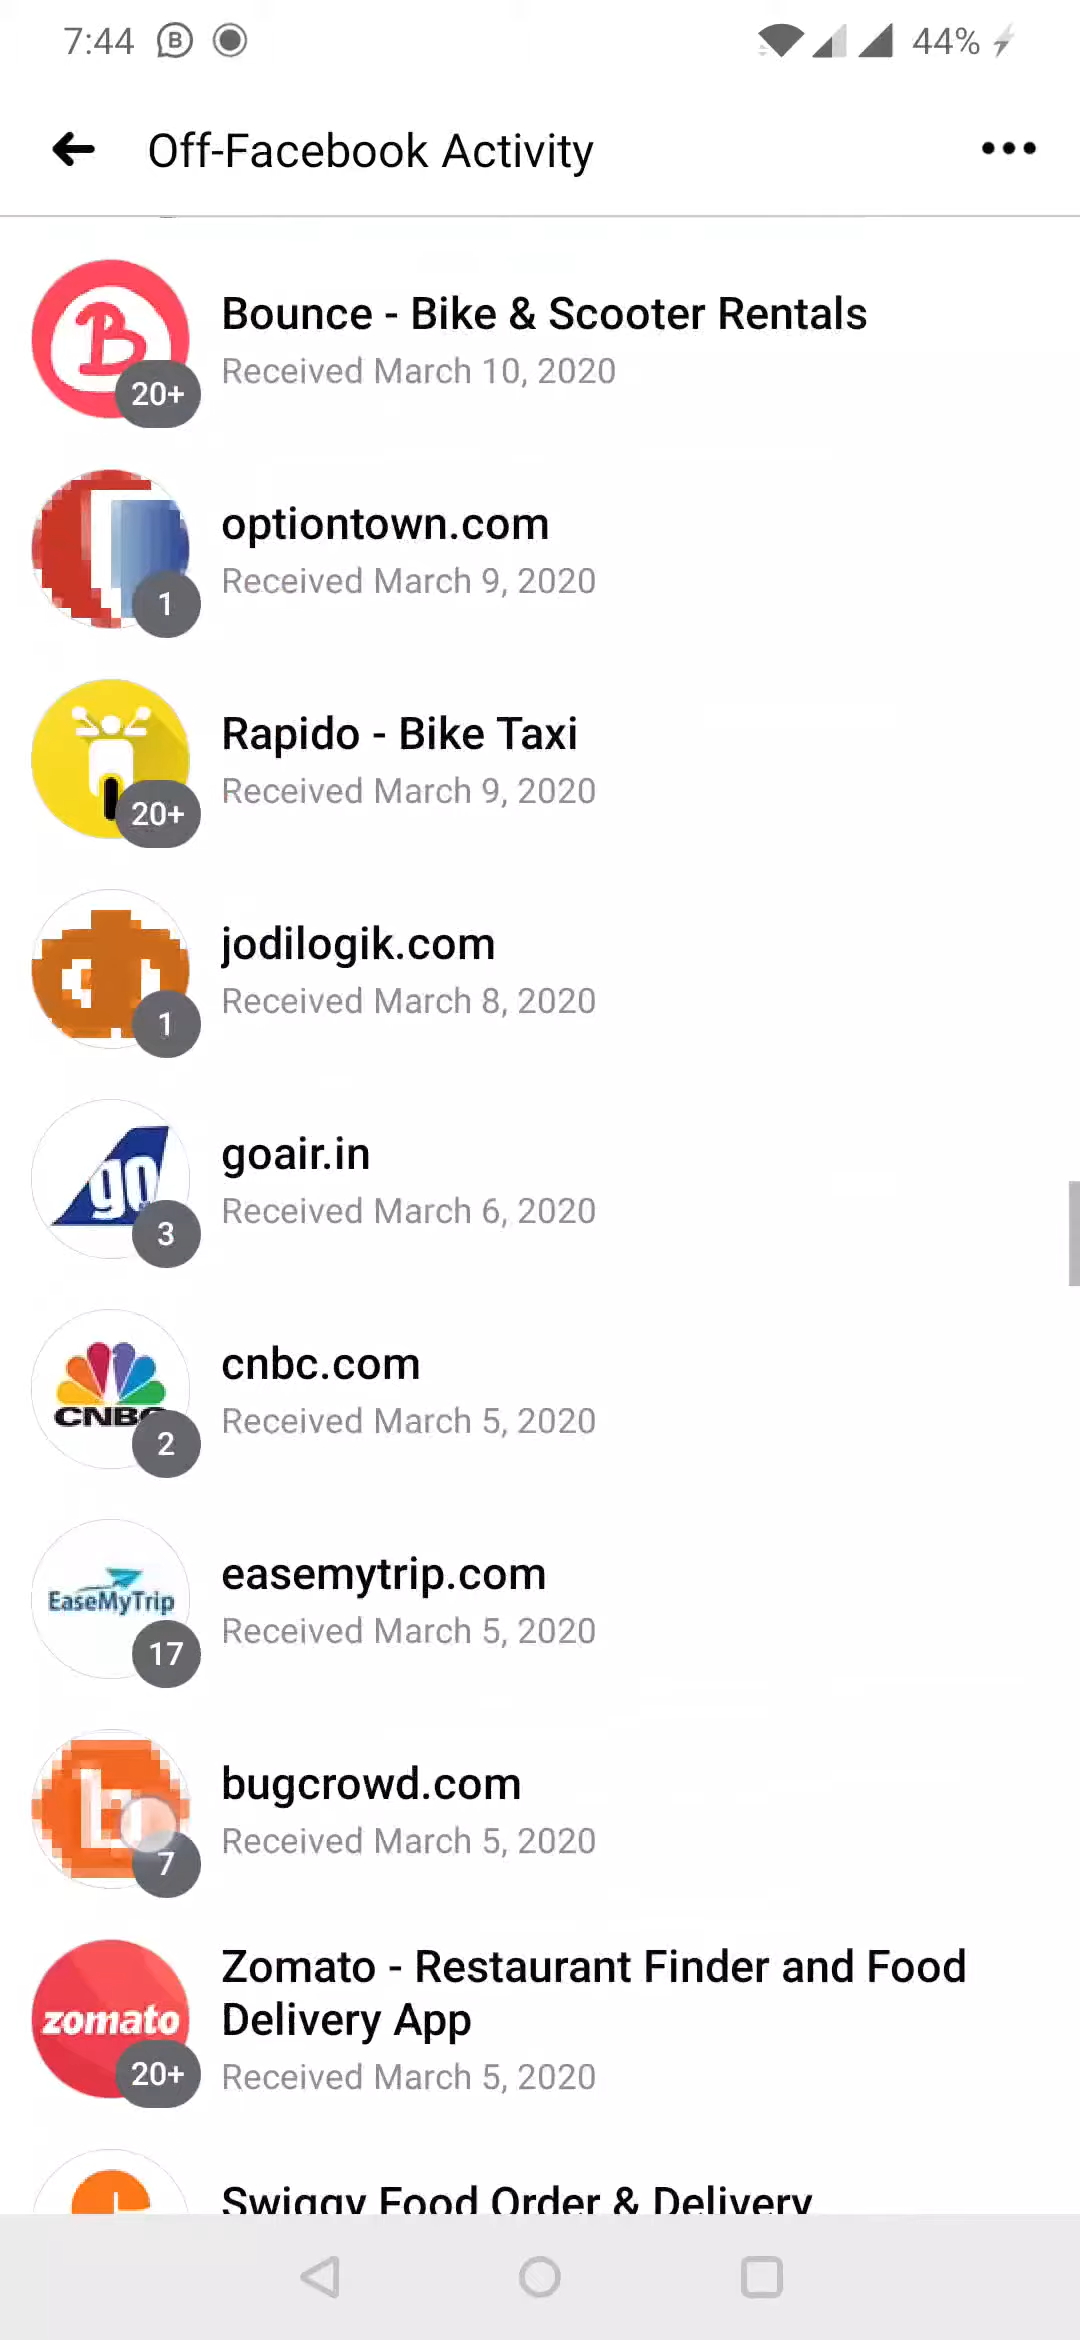 7:44 B 44%
Off-Facebook Activity
Bounce - Bike & Scooter Rentals
Received March 10, 2020
B
20+
optiontown.com
Received March 9, 2020
1
Rapido - Bike Taxi
Received March 9, 2020
20+
jodilogik.com
Received March 8, 2020
1
goair.in
Received March 6, 2020
go
3
cnbc.com
Received March 5, 2020
CNBC
2
easemytrip.com
Received March 5, 2020
EaseMyTrip
17
bugcrowd.com
Received March 5, 2020
b
7
Zomato - Restaurant Finder and Food
Delivery App
Received March 5, 2020
zomato
20+
Swiggy Food Order & Delivery